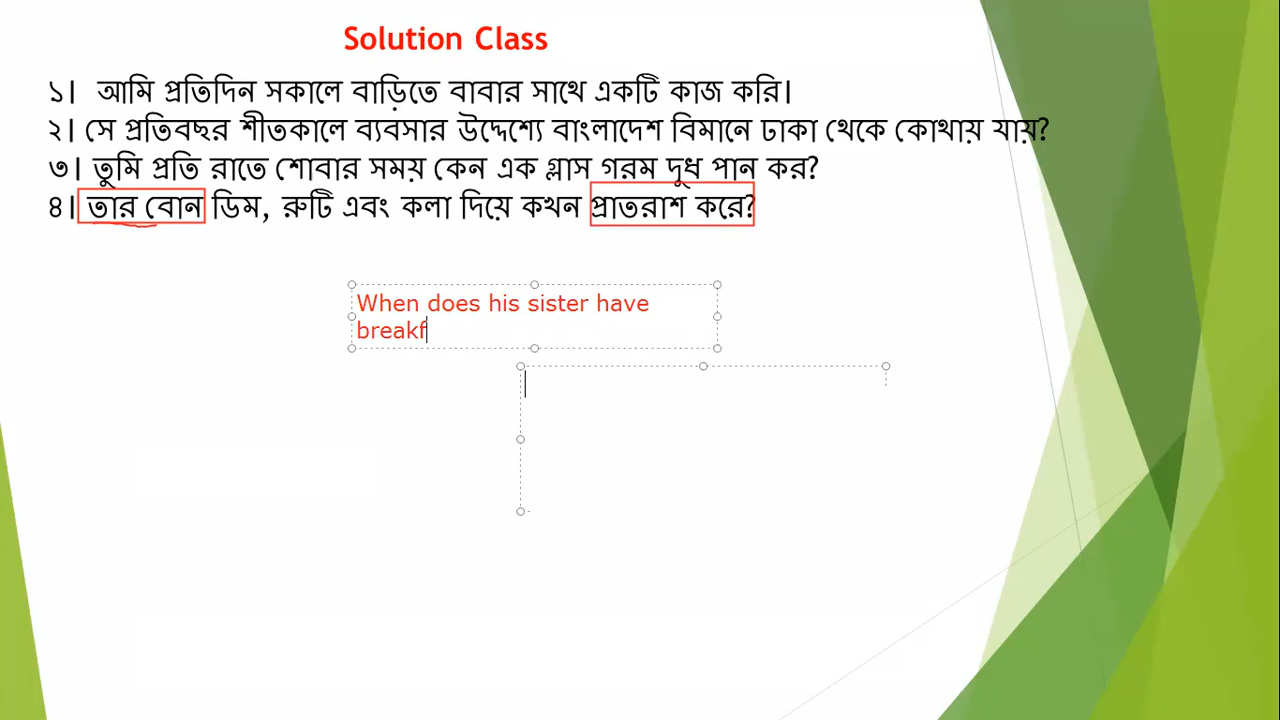 Solution Class
১। আমি প্রতিদিন সকালে বাড়িতে বাবার সাথে একটি কাজ করি।
২। সে প্রতিবছর শীতকালে ব্যবসার উদ্দেশ্যে বাংলাদেশ বিমানে ঢাকা থেকে কোথায় যায়?
৩। তুমি প্রতি রাতে শোবার সময় কেন এক গ্লাস গরম দুধ পান কর?
৪। তার বোন ডিম, রুটি এবং কলা দিয়ে কখন প্রাতরাশ করে?
When does his sister have
breakf